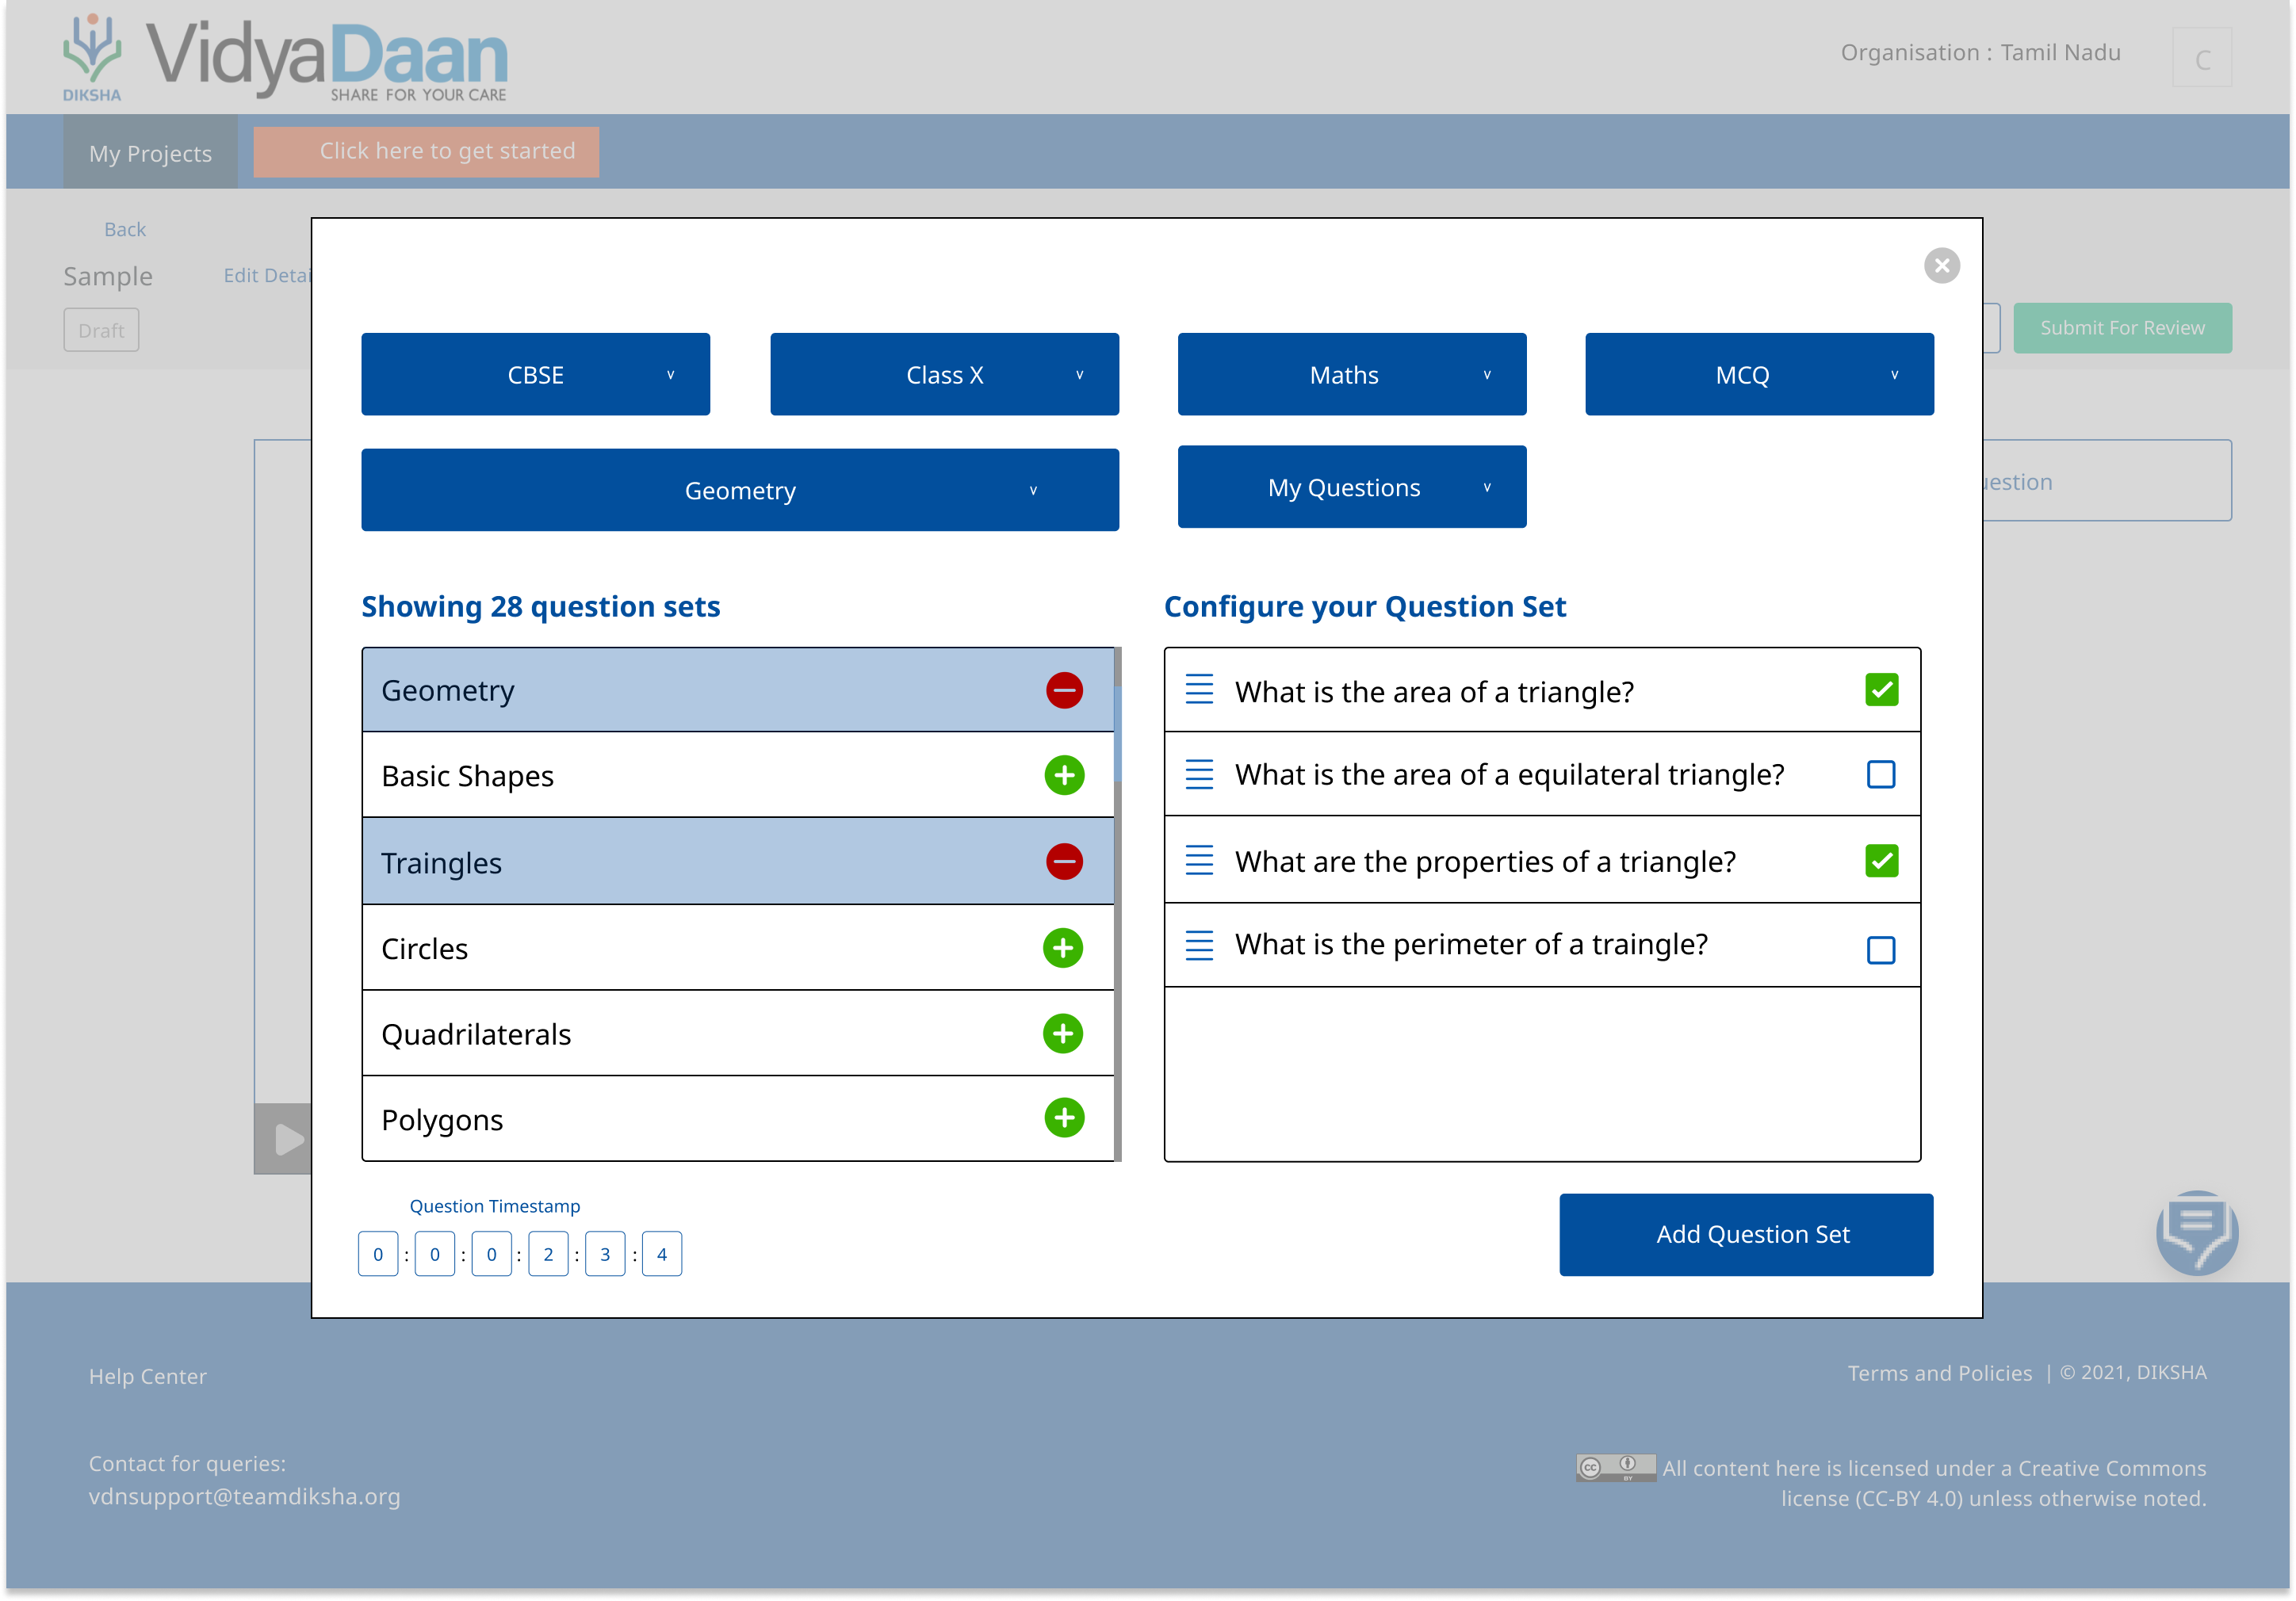 VidyaDaan
DIKSHA
SHARE FOR YOUR CARE
Organisation : Tamil Nadu
C
My Projects
Click here to get started
Back
Sample
Edit Detai
Draft
Submit For Review
CBSE v
Class X v
Maths v
MCQ v
Geometry v
My Questions v
uestion
Showing 28 question sets
Geometry
Basic Shapes
Traingles
Circles
Quadrilaterals
Polygons
Configure your Question Set
What is the area of a triangle?
What is the area of a equilateral triangle?
What are the properties of a triangle?
What is the perimeter of a traingle?
Question Timestamp
0 : 0 : 0 : 2 : 3 : 4
Add Question Set
Help Center
Terms and Policies | © 2021, DIKSHA
Contact for queries:
vdnsupport@teamdiksha.org
CC BY
All content here is licensed under a Creative Commons
license (CC-BY 4.0) unless otherwise noted.